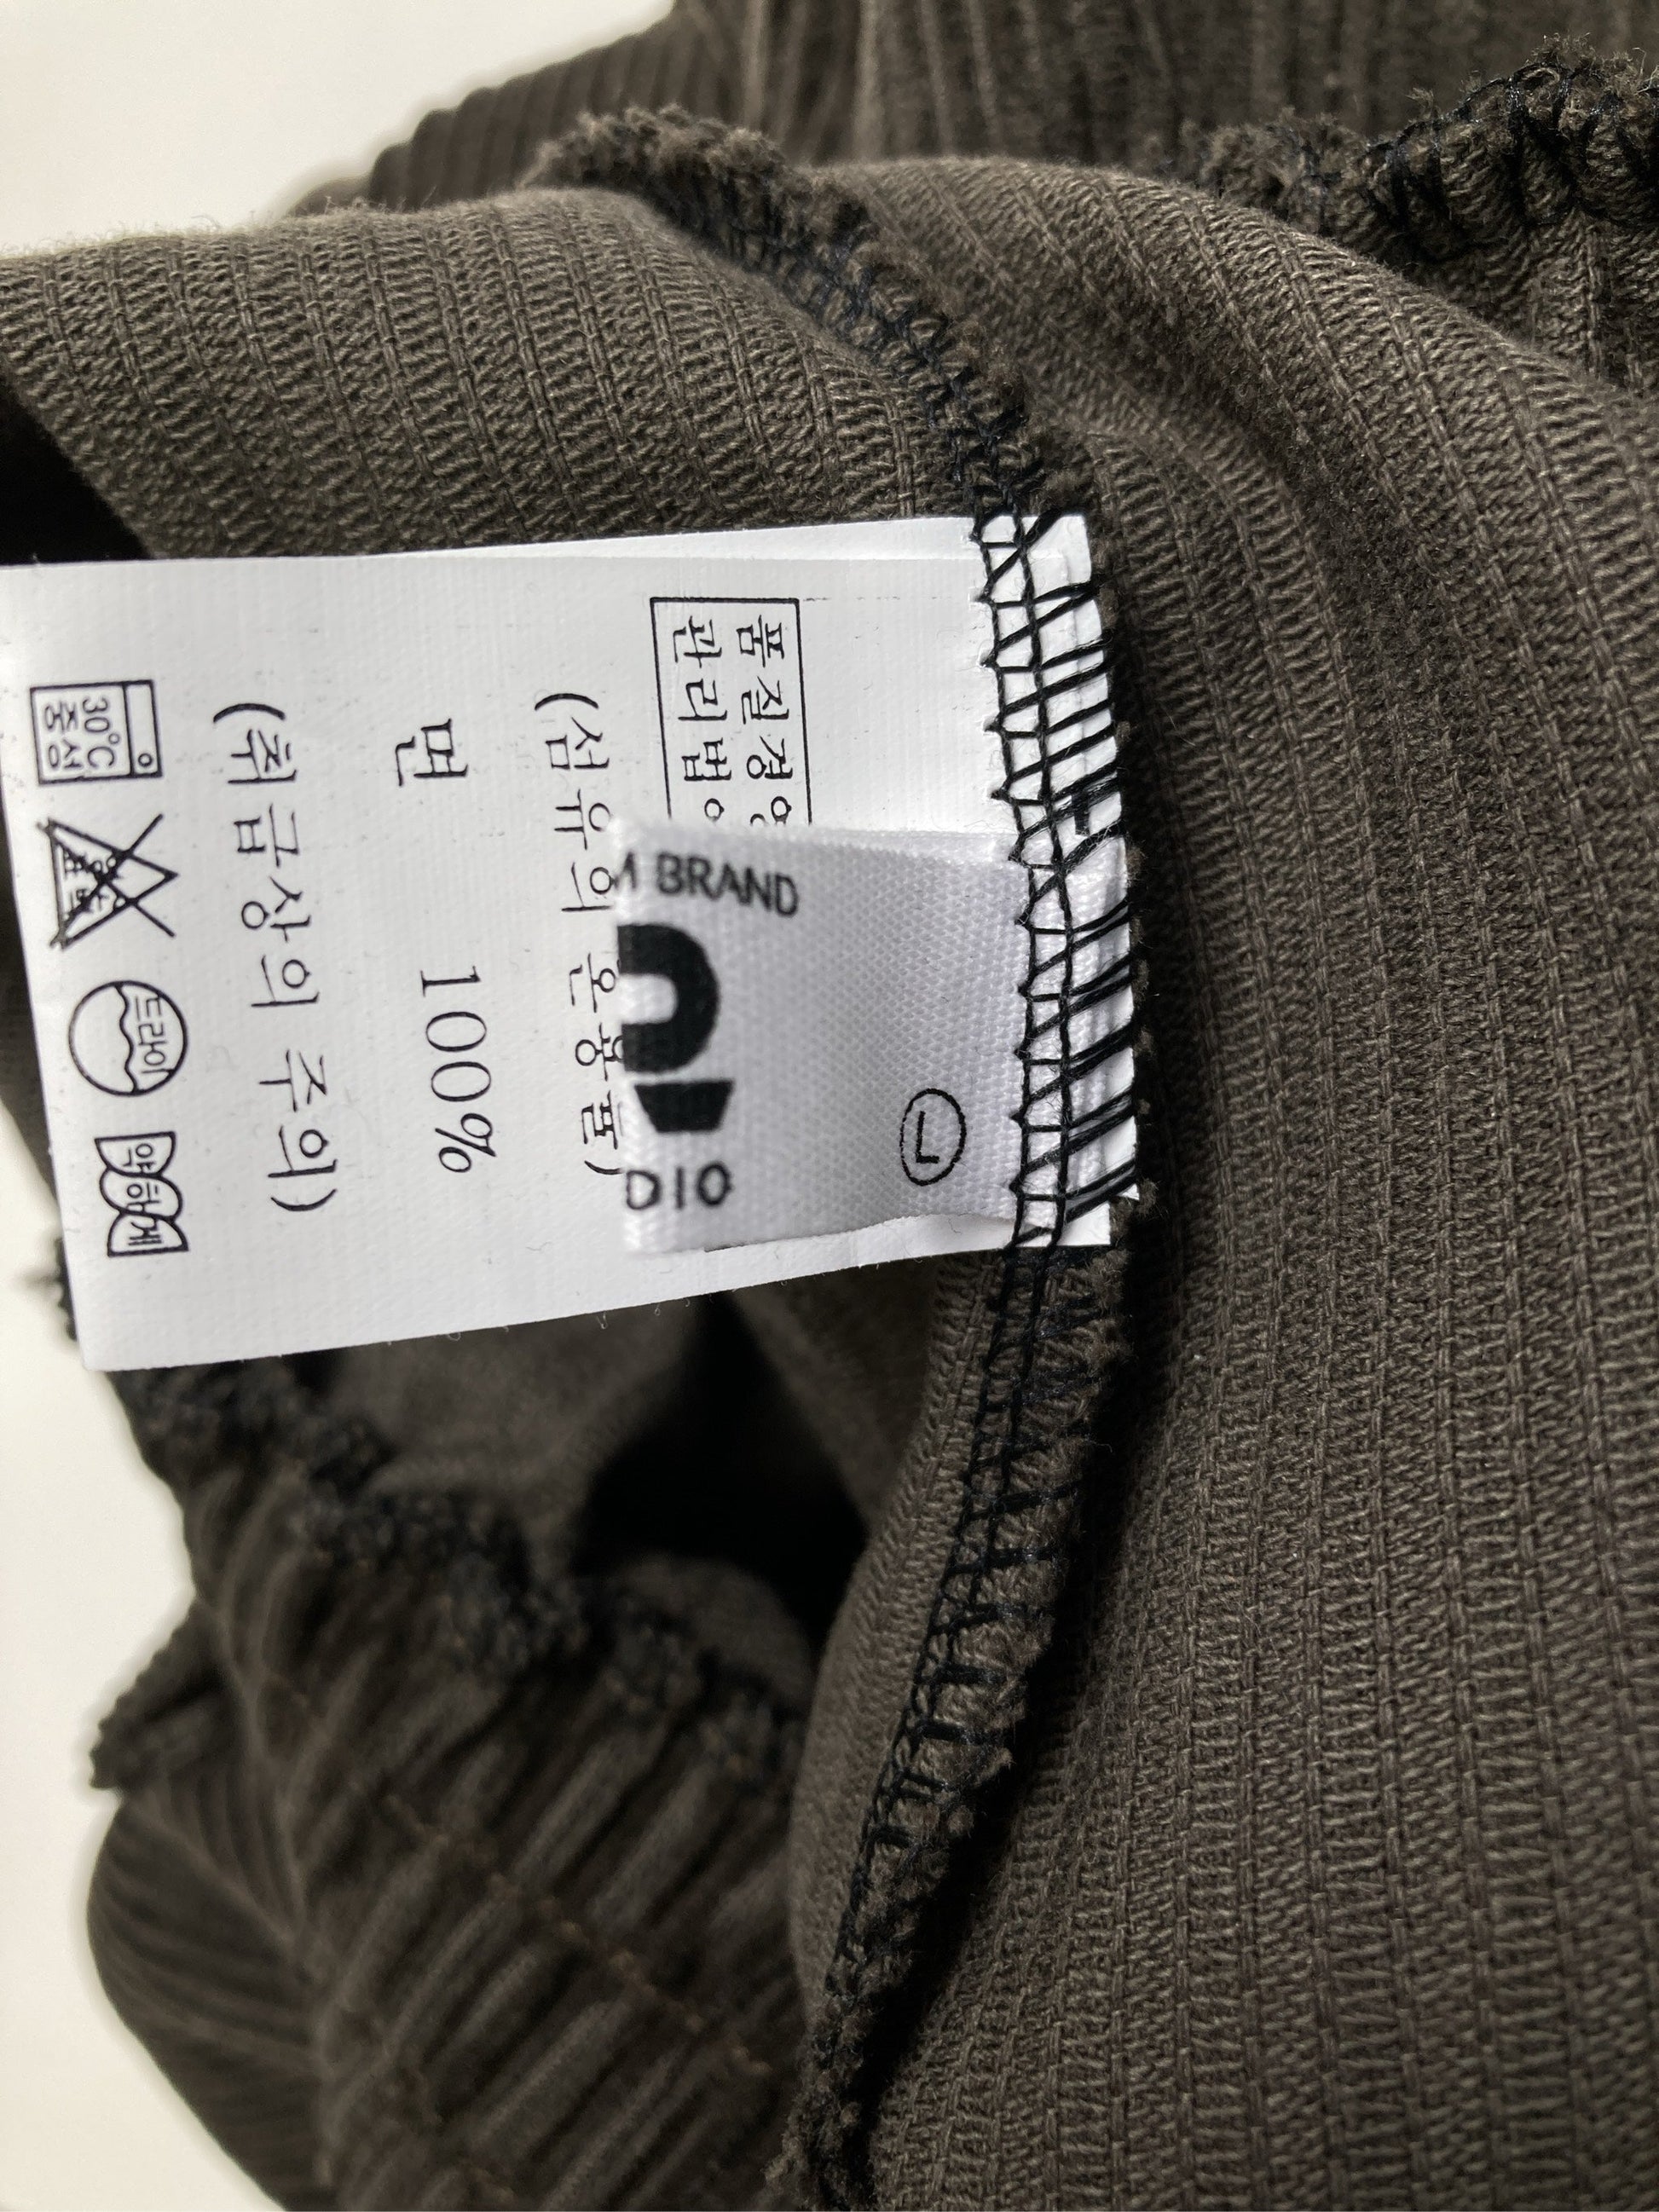 품질경영
관리법에
(섬유의 혼용률)
면 100%
(취급상의 주의)
30℃
중성
드라이
약하게
BRAND
DIO
L